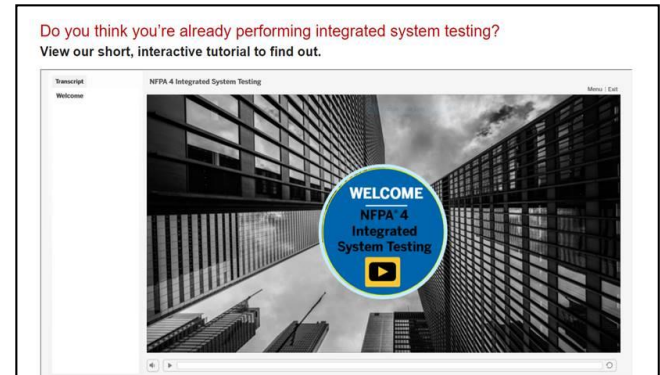 Do you think you're already performing integrated system testing?
View our short, interactive tutorial to find out.
Transcript
NFPA 4 Integrated System Testing
Menu | Exit
Welcome
WELCOME
NFPA® 4
Integrated
System Testing